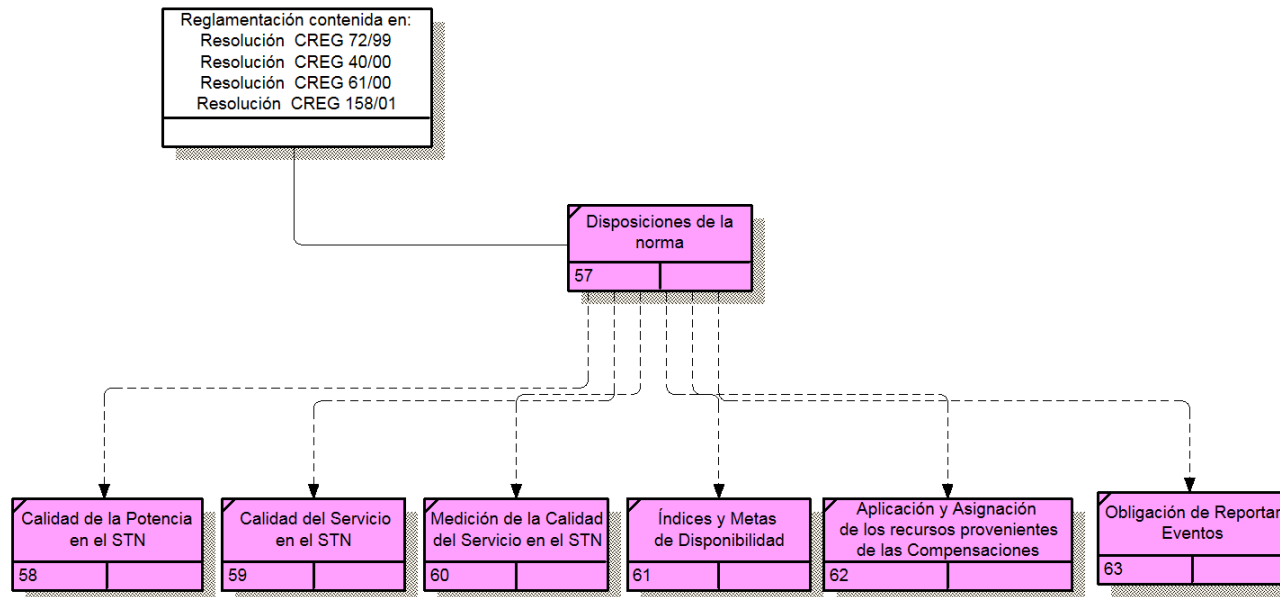 Reglamentación contenida en:
Resolución CREG 72/99
Resolución CREG 40/00
Resolución CREG 61/00
Resolución CREG 158/01
Disposiciones de la
norma
57
Calidad de la Potencia
en el STN
58
Calidad del Servicio
en el STN
59
Medición de la Calidad
del Servicio en el STN
60
Índices y Metas
de Disponibilidad
61
Aplicación y Asignación
de los recursos provenientes
de las Compensaciones
62
Obligación de Reportar
Eventos
63